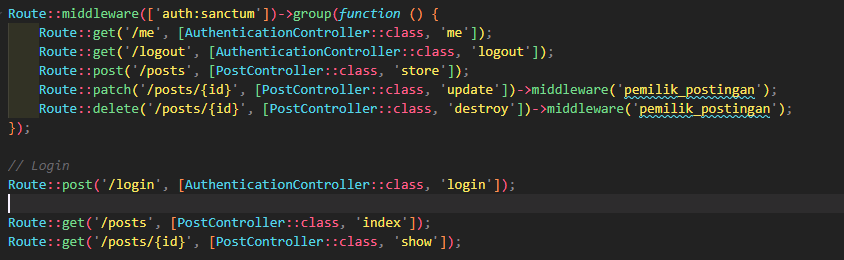 Route::middleware(['auth:sanctum'])->group(function () {
    Route::get('/me', [AuthenticationController::class, 'me']);
    Route::get('/logout', [AuthenticationController::class, 'logout']);
    Route::post('/posts', [PostController::class, 'store']);
    Route::patch('/posts/{id}', [PostController::class, 'update'])->middleware('pemilik_postingan');
    Route::delete('/posts/{id}', [PostController::class, 'destroy'])->middleware('pemilik_postingan');
});
// Login
Route::post('/login', [AuthenticationController::class, 'login']);
Route::get('/posts', [PostController::class, 'index']);
Route::get('/posts/{id}', [PostController::class, 'show']);